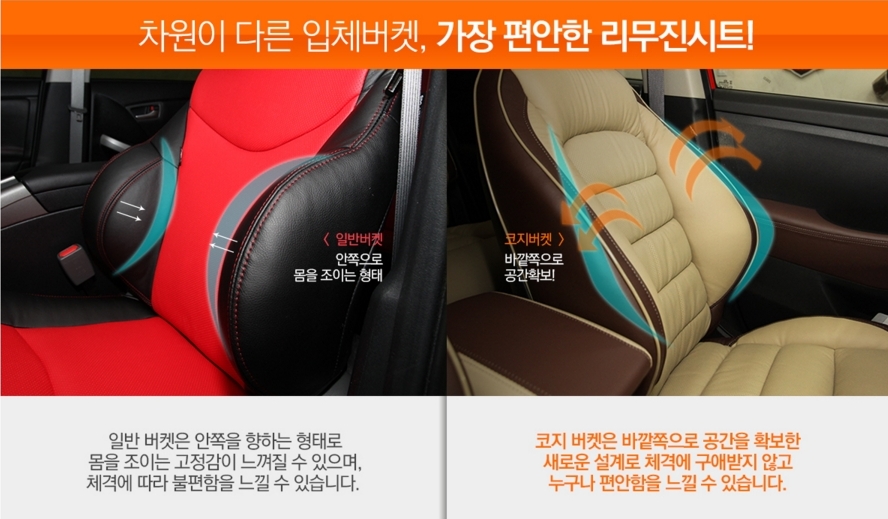 차원이 다른 입체버켓, 가장 편안한 리무진시트!
〈 일반버켓
안쪽으로
몸을 조이는 형태
코지버켓 〉
바깥쪽으로
공간확보!
일반 버켓은 안쪽을 향하는 형태로
몸을 조이는 고정감이 느껴질 수 있으며,
체격에 따라 불편함을 느낄 수 있습니다.
코지 버켓은 바깥쪽으로 공간을 확보한
새로운 설계로 체격에 구애받지 않고
누구나 편안함을 느낄 수 있습니다.